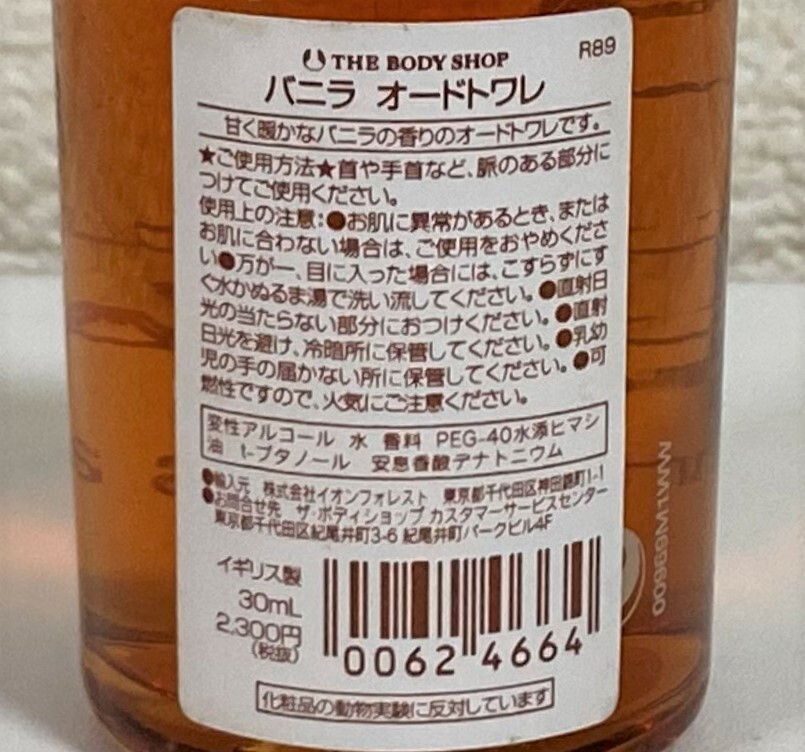 THE BODY SHOP
R89
バニラ オードトワレ
甘く暖かなバニラの香りのオードトワレです。
★ご使用方法★首や手首など、脈のある部分に
つけてご使用ください。
使用上の注意:●お肌に異常があるとき、または
お肌に合わない場合は、ご使用をおやめくださ
い●万が一、目に入った場合には、こすらずにす
ぐ水かぬるま湯で洗い流してください。●直射日
光の当たらない部分におつけください。●直射
日光を避け、冷暗所に保管してください。●乳幼
児の手の届かない所に保管してください。●可
燃性ですので、火気にご注意ください。
変性アルコール 水 香料 PEG-40水添ヒマシ
油 t-ブタノール 安息香酸デナトニウム
●輸入元 株式会社イオンフォレスト 東京都千代田区神田錦町1-1
●お問合せ先 ザ・ボディショップ カスタマーサービスセンター
東京都千代田区紀尾井町3-6 紀尾井町パークビル4F
イギリス製
30mL
2,300円
(税抜)
0062 4664
化粧品の動物実験に反対しています
WW1M969600